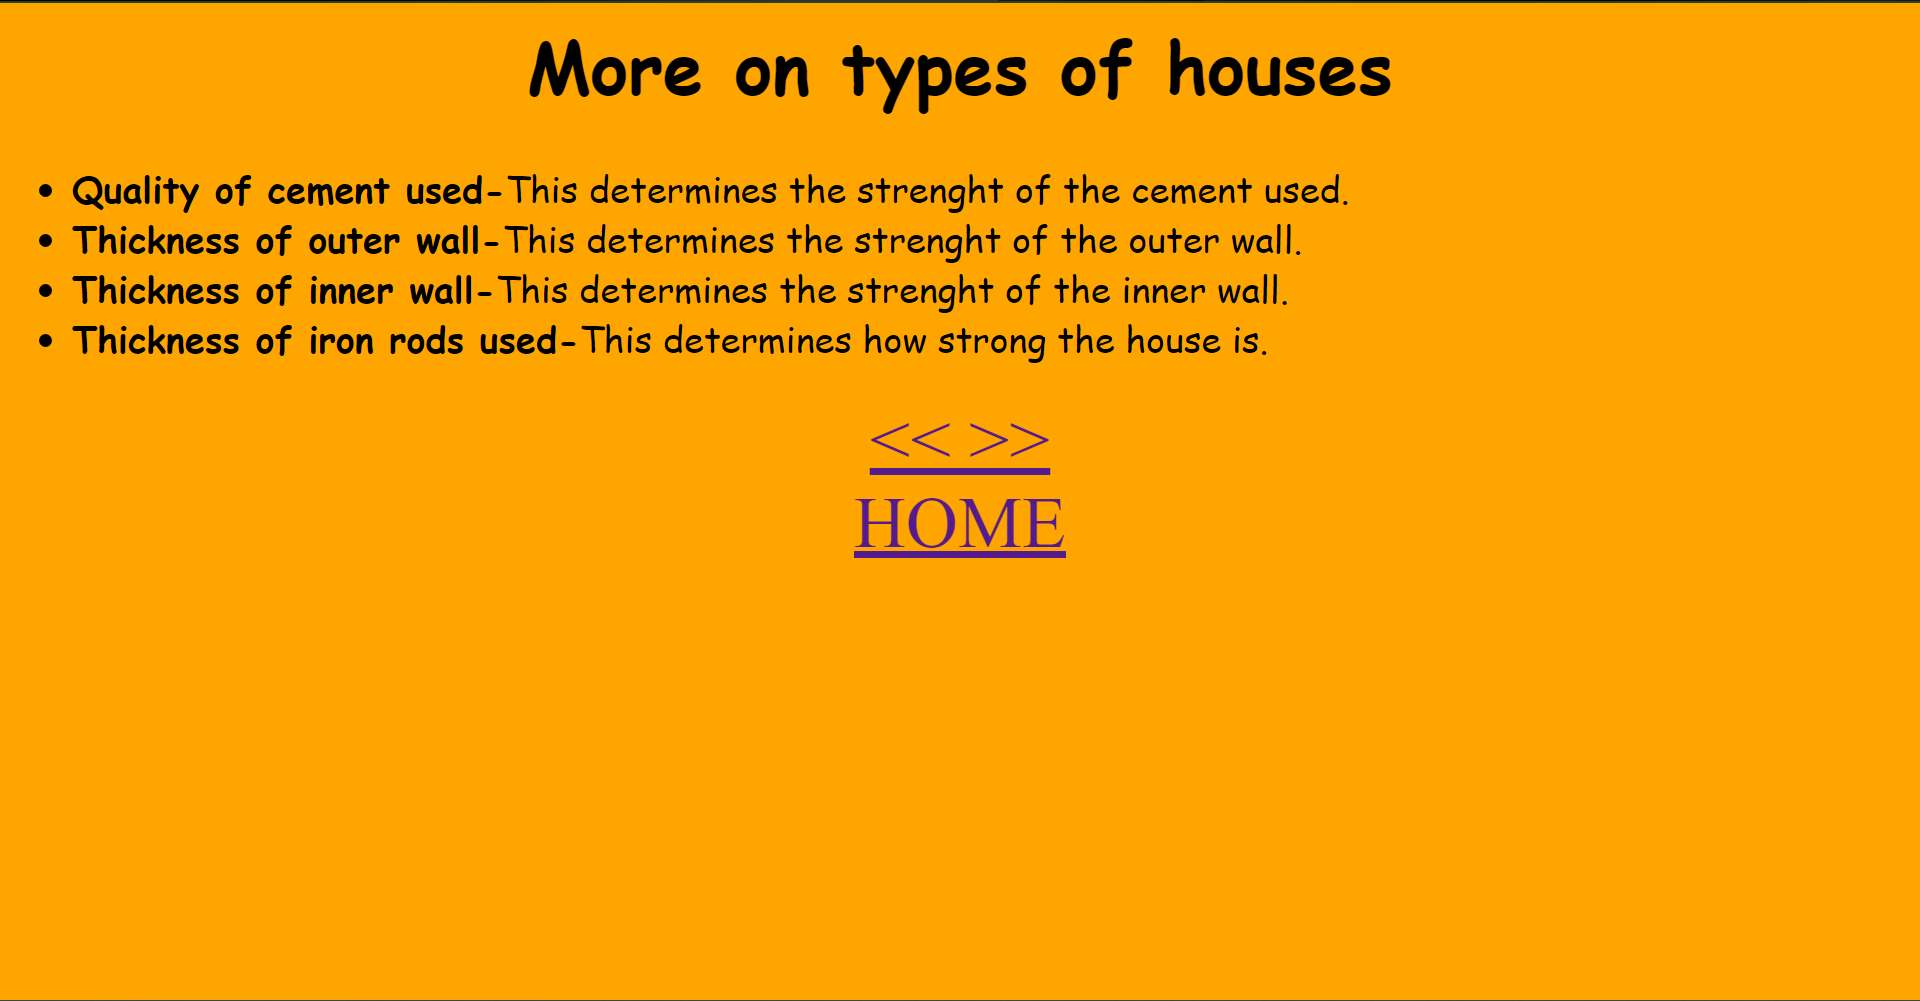 More on types of houses
Quality of cement used-This determines the strenght of the cement used.
Thickness of outer wall-This determines the strenght of the outer wall.
Thickness of inner wall-This determines the strenght of the inner wall.
Thickness of iron rods used-This determines how strong the house is.
<< >>
HOME